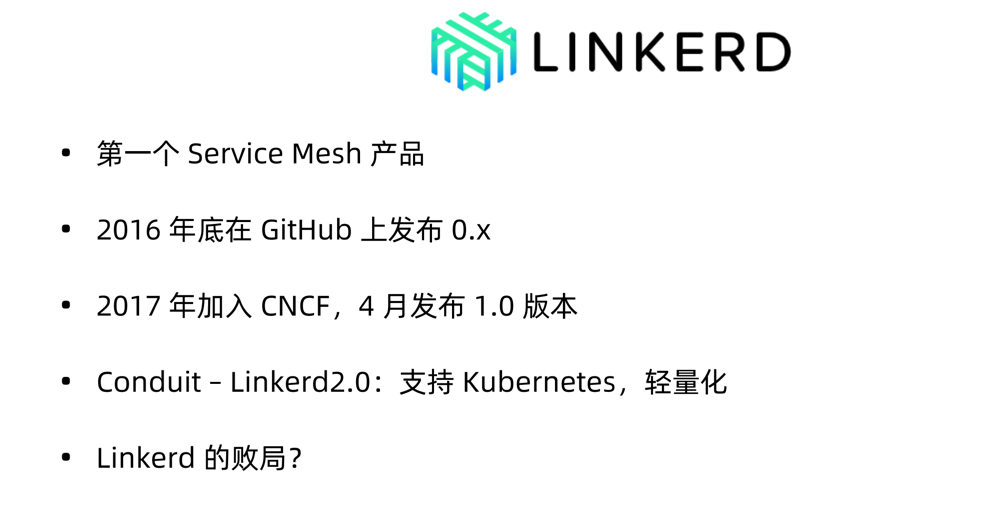 LINKERD
• 第一个 Service Mesh 产品
• 2016 年底在 GitHub 上发布 0.x
• 2017 年加入 CNCF，4 月发布 1.0 版本
• Conduit – Linkerd2.0：支持 Kubernetes，轻量化
• Linkerd 的败局？